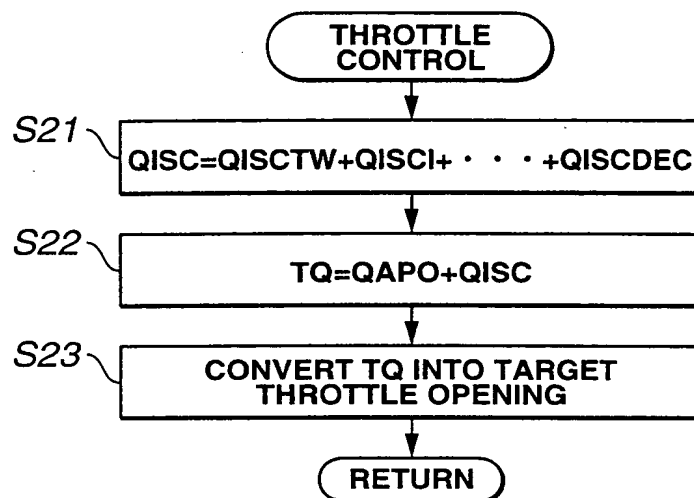 THROTTLE
CONTROL
S21
QISC=QISCTW+QISCI+ · · · +QISCDEC
S22
TQ=QAPO+QISC
S23
CONVERT TQ INTO TARGET
THROTTLE OPENING
RETURN